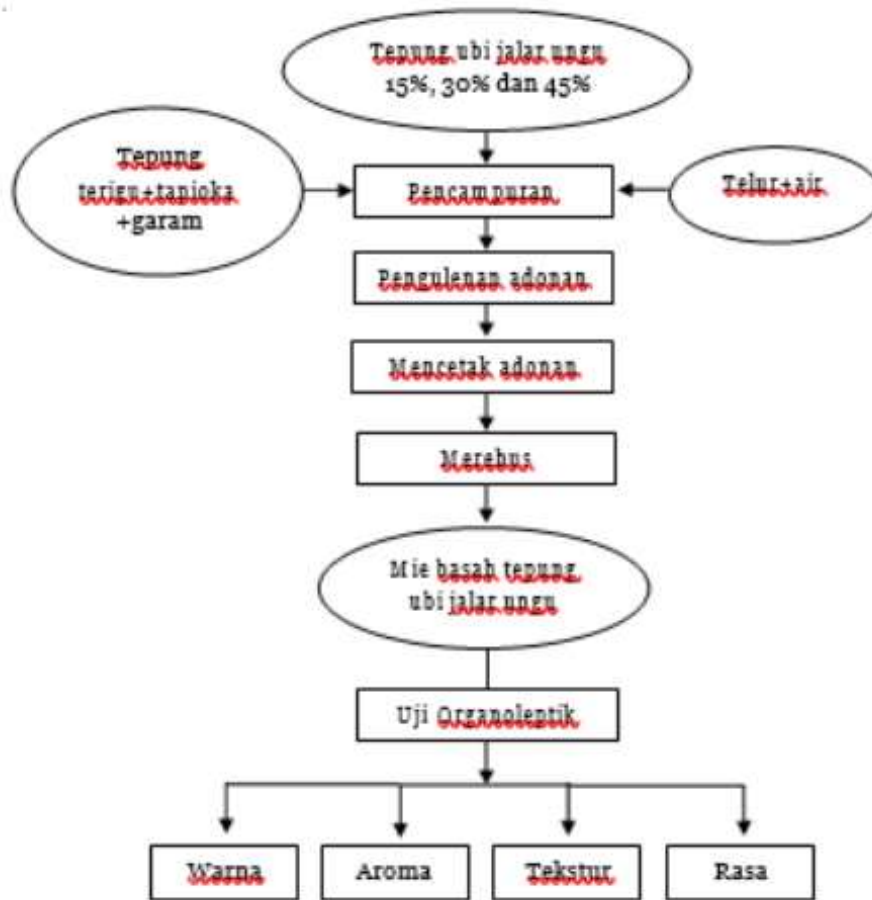 Tepung ubi jalar ungu
15%, 30% dan 45%
Tepung
terigu+tapioka
+garam
Pencampuran
Telur+air
Pengulenan adonan
Mencetak adonan
Merebus
Mie basah tepung
ubi jalar ungu
Uji Organoleptik
Warna
Aroma
Tekstur
Rasa